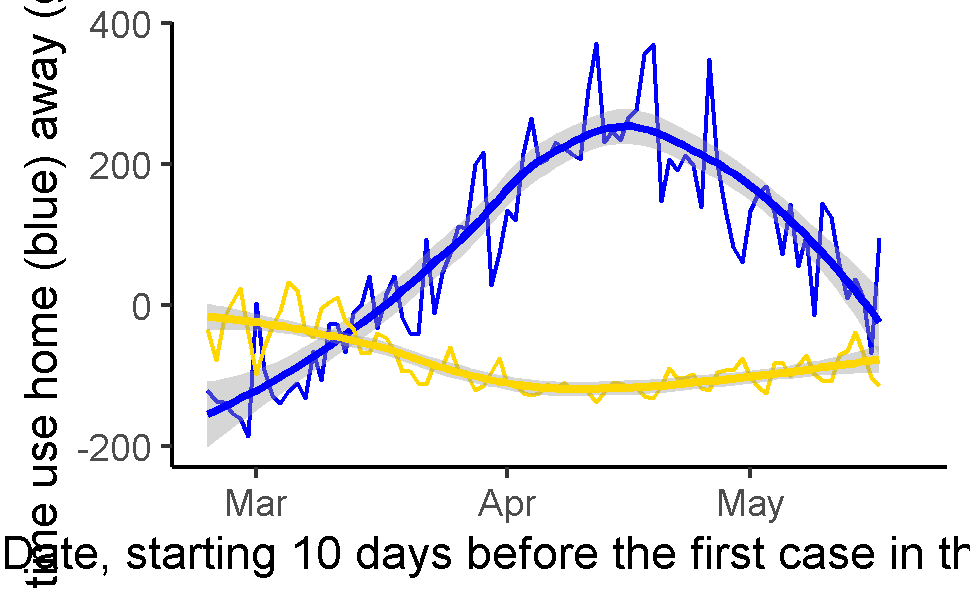 time use home (blue) away (
400
200
0
-200
Mar Apr May
Date, starting 10 days before the first case in th